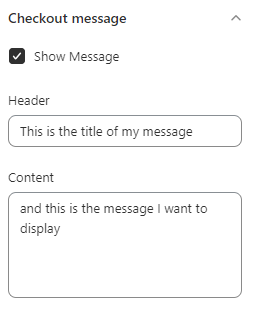 Checkout message
Show Message
Header
This is the title of my message
Content
and this is the message I want to
display